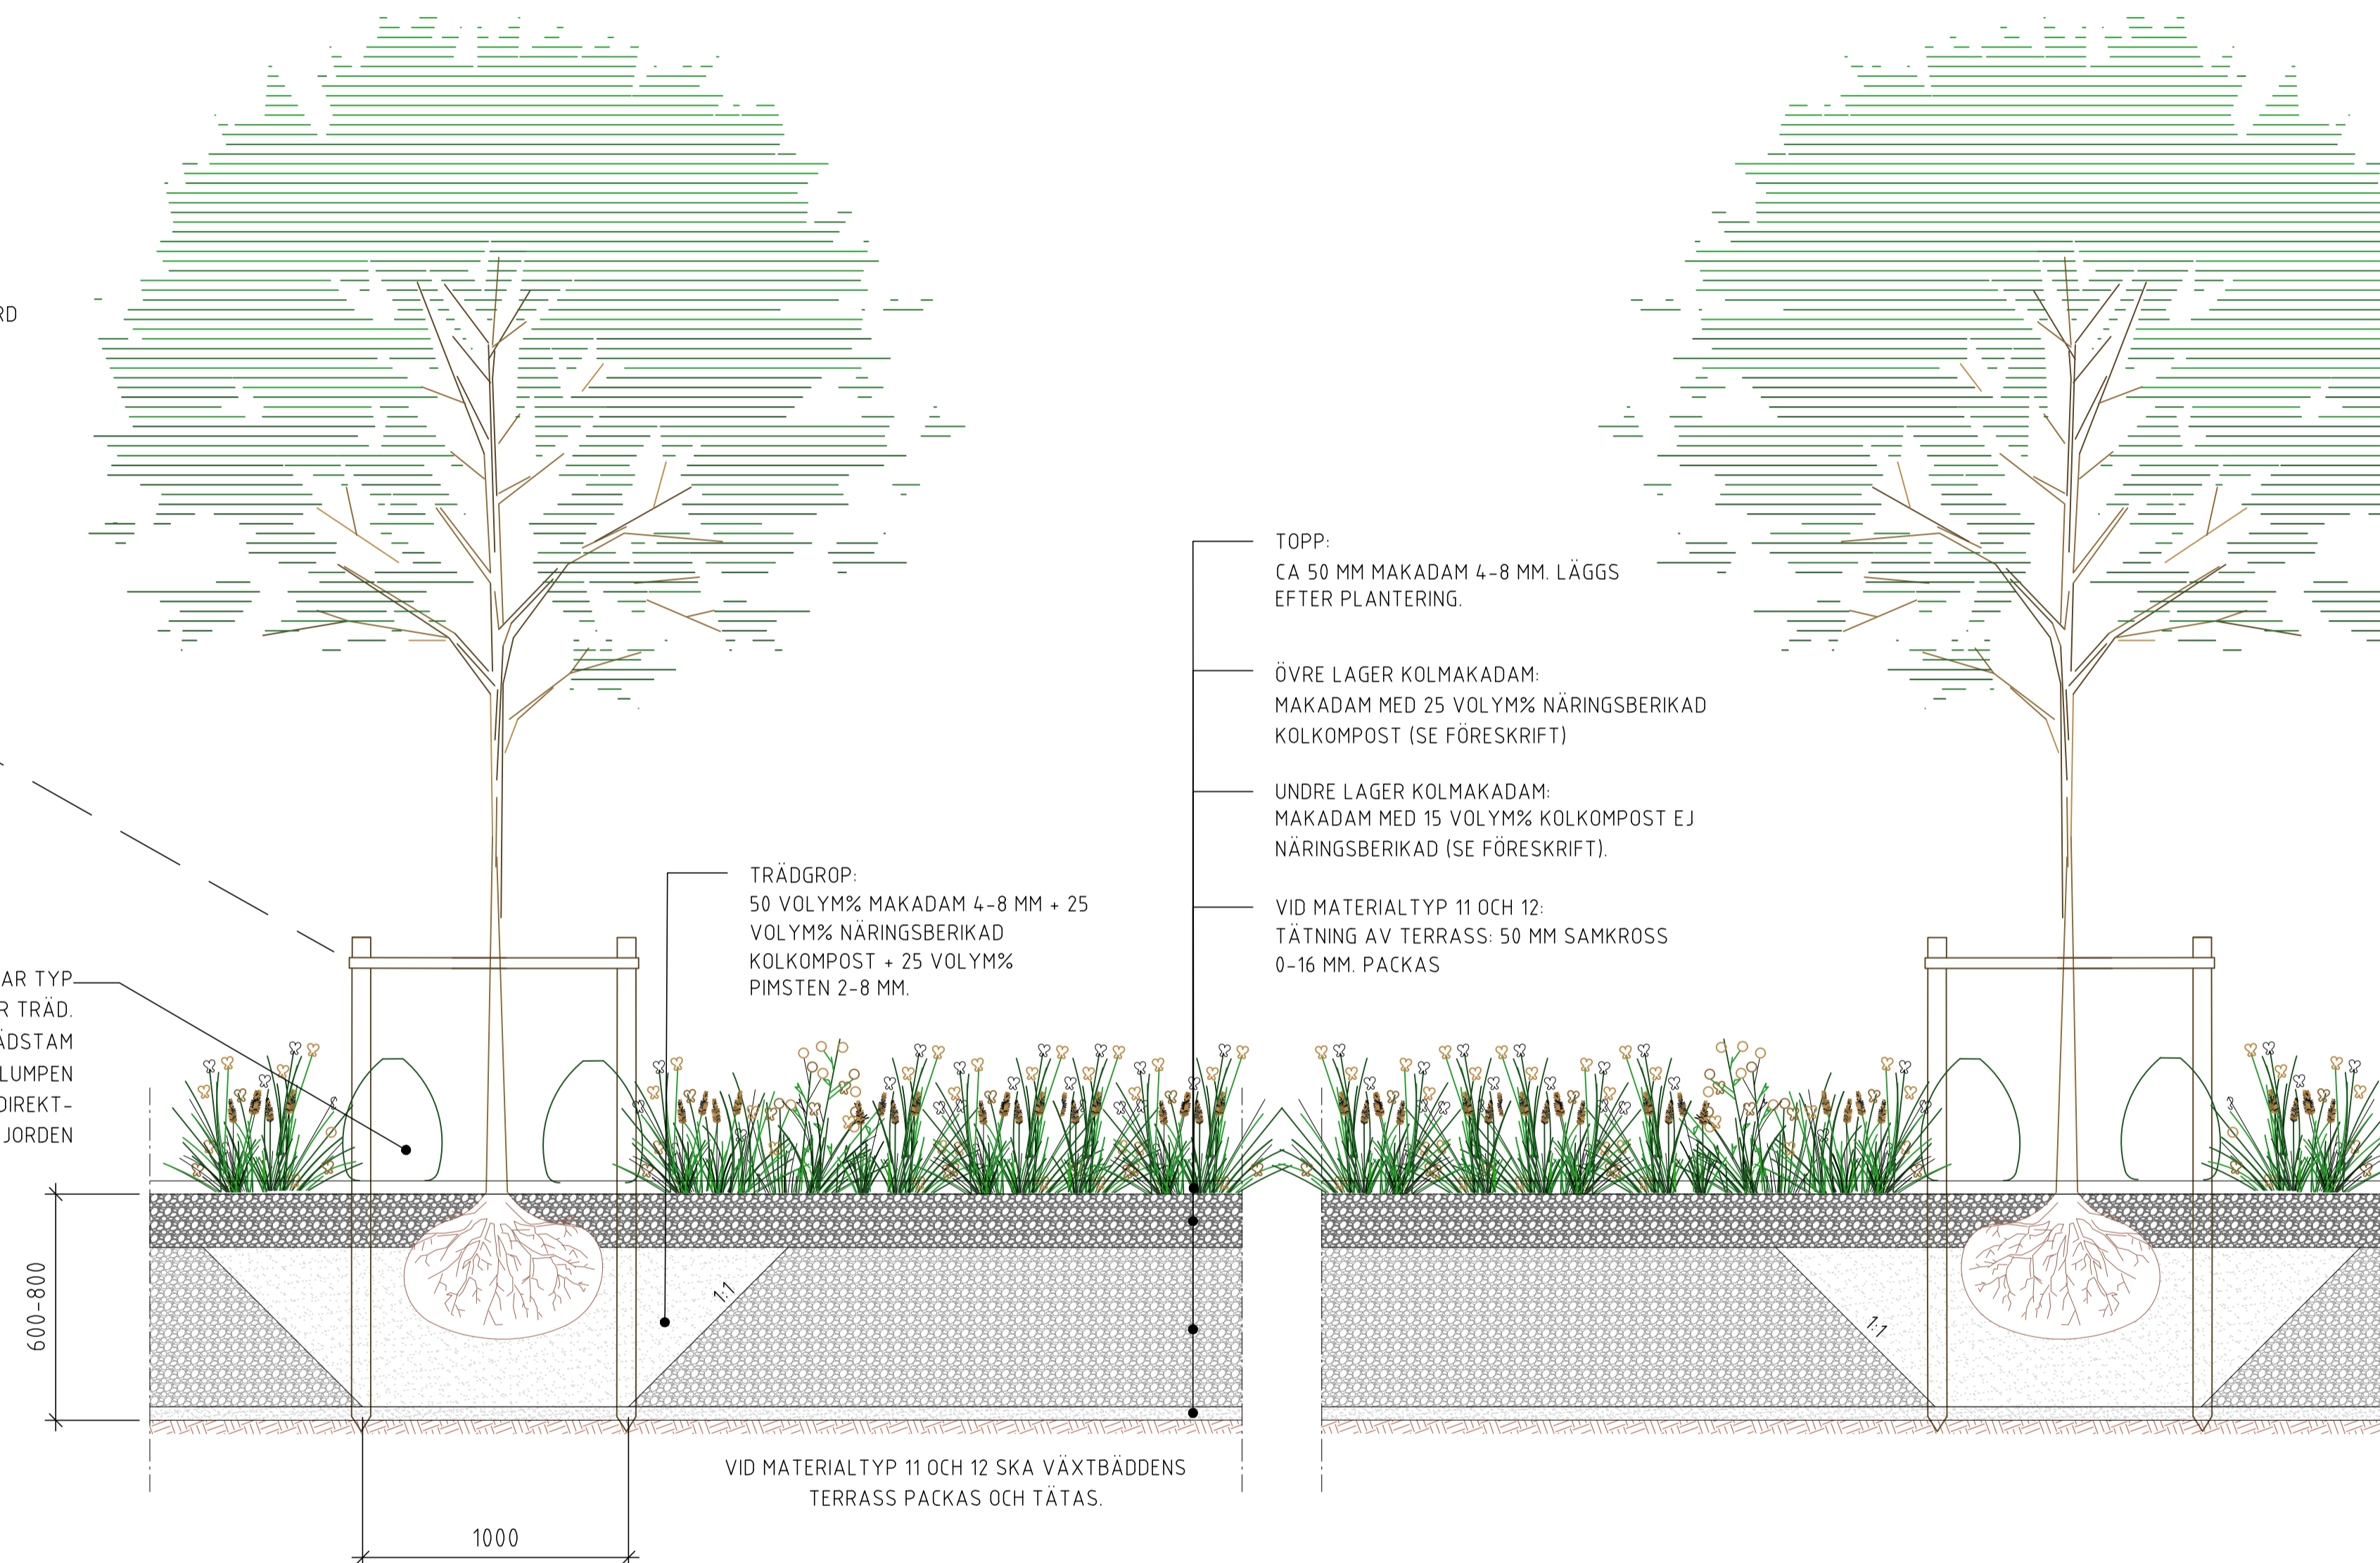 RD
TOPP:
CA 50 MM MAKADAM 4-8 MM. LÄGGS
EFTER PLANTERING.
ÖVRE LAGER KOLMAKADAM:
MAKADAM MED 25 VOLYM% NÄRINGSBERIKAD
KOLKOMPOST (SE FÖRESKRIFT)
UNDRE LAGER KOLMAKADAM:
MAKADAM MED 15 VOLYM% KOLKOMPOST EJ
NÄRINGSBERIKAD (SE FÖRESKRIFT).
VID MATERIALTYP 11 OCH 12:
TÄTNING AV TERRASS: 50 MM SAMKROSS
0-16 MM. PACKAS
TRÄDGROP:
50 VOLYM% MAKADAM 4-8 MM + 25
VOLYM% NÄRINGSBERIKAD
KOLKOMPOST + 25 VOLYM%
PIMSTEN 2-8 MM.
AR TYP
R TRÄD.
ÄDSTAM
LUMPEN
DIREKT-
JORDEN
600-800
1:1
1:1
VID MATERIALTYP 11 OCH 12 SKA VÄXTBÄDDENS
TERRASS PACKAS OCH TÄTAS.
1000